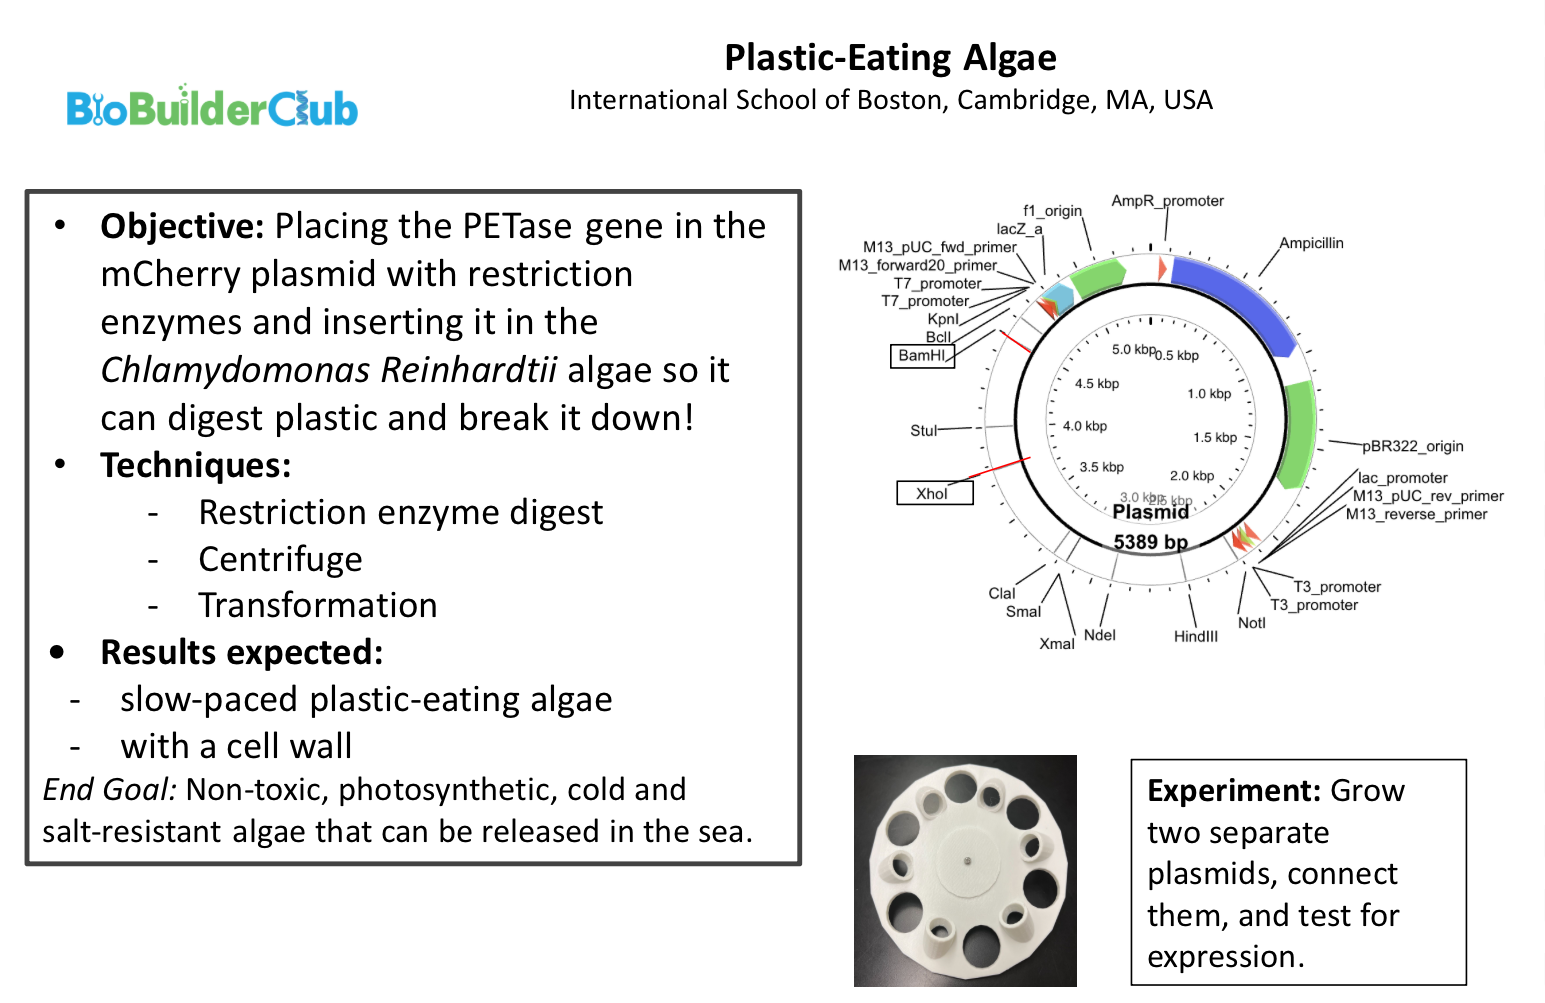 Plastic-Eating Algae
International School of Boston, Cambridge, MA, USA
BioBuilderClub
• Objective: Placing the PETase gene in the
mCherry plasmid with restriction
enzymes and inserting it in the
Chlamydomonas Reinhardtii algae so it
can digest plastic and break it down!
• Techniques:
- Restriction enzyme digest
- Centrifuge
- Transformation
• Results expected:
- slow-paced plastic-eating algae
- with a cell wall
End Goal: Non-toxic, photosynthetic, cold and
salt-resistant algae that can be released in the sea.
AmpR_promoter
f1_origin
lacZ_a
M13_pUC_fwd_primer
M13_forward20_primer
T7_promoter
T7_promoter
KpnI
BclI
BamHI
StuI
XhoI
ClaI
SmaI
XmaI
NdeI
HindIII
NotI
T3_promoter
T3_promoter
M13_reverse_primer
M13_pUC_rev_primer
lac_promoter
pBR322_origin
Ampicillin
5.0 kbp
0.5 kbp
4.5 kbp
1.0 kbp
4.0 kbp
1.5 kbp
3.5 kbp
2.0 kbp
3.0 kbp
2.5 kbp
Plasmid
5389 bp
Experiment: Grow
two separate
plasmids, connect
them, and test for
expression.